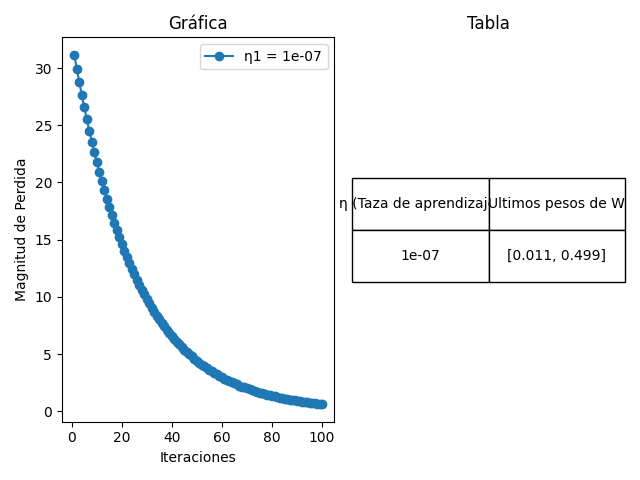 Gráfica
Tabla
η1 = 1e-07
30
25
20
15
10
5
0
Magnitud de Perdida
0 20 40 60 80 100
Iteraciones
η (Taza de aprendizaj Ultimos pesos de W
1e-07 [0.011, 0.499]